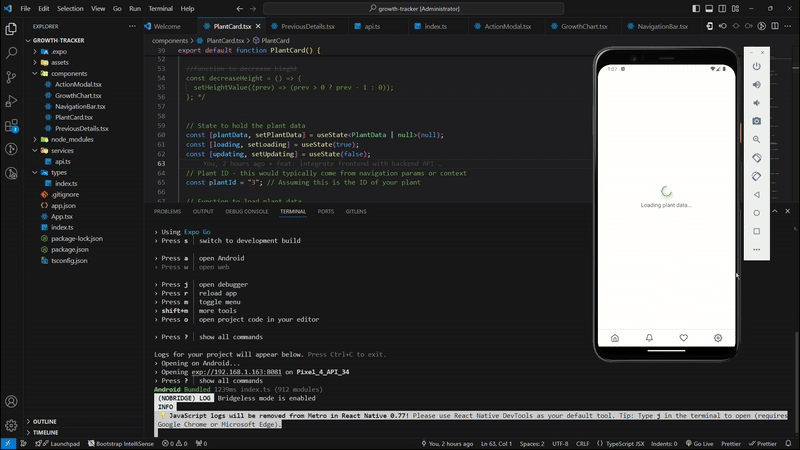 File Edit Selection View Go Run Terminal Help
growth-tracker [Administrator]
EXPLORER
Welcome
PlantCard.tsx
PreviousDetails.tsx
api.ts
index.ts
ActionModal.tsx
GrowthChart.tsx
NavigationBar.tsx
GROWTH-TRACKER
.expo
assets
components
ActionModal.tsx
GrowthChart.tsx
NavigationBar.tsx
PlantCard.tsx
PreviousDetails.tsx
node_modules
services
api.ts
types
index.ts
.gitignore
app.json
App.tsx
index.ts
package-lock.json
package.json
tsconfig.json
OUTLINE
TIMELINE
components > PlantCard.tsx > PlantCard
39 export default function PlantCard() {
52
53
54 const decreaseHeight = () => {
55 setHeightValue((prev) => (prev > 0 ? prev - 1 : 0));
56 }; */
57
58
59 // State to hold the plant data
60 const [plantData, setPlantData] = useState<PlantData | null>(null);
61 const [loading, setLoading] = useState(true);
62 const [updating, setUpdating] = useState(false);
63 You, 2 hours ago • feat: integrate frontend with backend API …
64 // Plant ID - this would typically come from navigation params or context
65 const plantId = "3"; // Assuming this is the ID of your plant
66
// Function to load plant data
PROBLEMS OUTPUT DEBUG CONSOLE TERMINAL PORTS GITLENS
› Using Expo Go
› Press s │ switch to development build
› Press a │ open Android
› Press w │ open web
› Press j │ open debugger
› Press r │ reload app
› Press m │ toggle menu
› shift+m │ more tools
› Press o │ open project code in your editor
› Press ? │ show all commands
Logs for your project will appear below. Press Ctrl+C to exit.
› Opening on Android...
› Opening exp://192.168.1.163:8081 on Pixel_4_API_34
› Press ? │ show all commands
Android Bundled 1239ms index.ts (912 modules)
(NOBRIDGE) LOG Bridgeless mode is enabled
INFO
JavaScript logs will be removed from Metro in React Native 0.77! Please use React Native DevTools as your default tool. Tip: Type j in the terminal to open (requires
Google Chrome or Microsoft Edge).
1:07
Loading plant data...
Launchpad
Bootstrap IntelliSense
0 0
0
You, 2 hours ago
Ln 63, Col 1
Spaces: 2
UTF-8
CRLF
TypeScript JSX
Indents: 0
Go Live
Prettier
Prettier